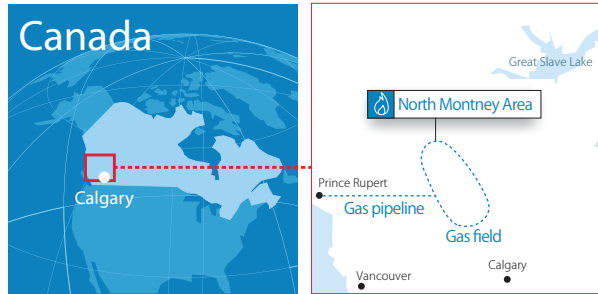 Canada
Calgary
Great Slave Lake
North Montney Area
Prince Rupert
Gas pipeline
Gas field
Vancouver
Calgary